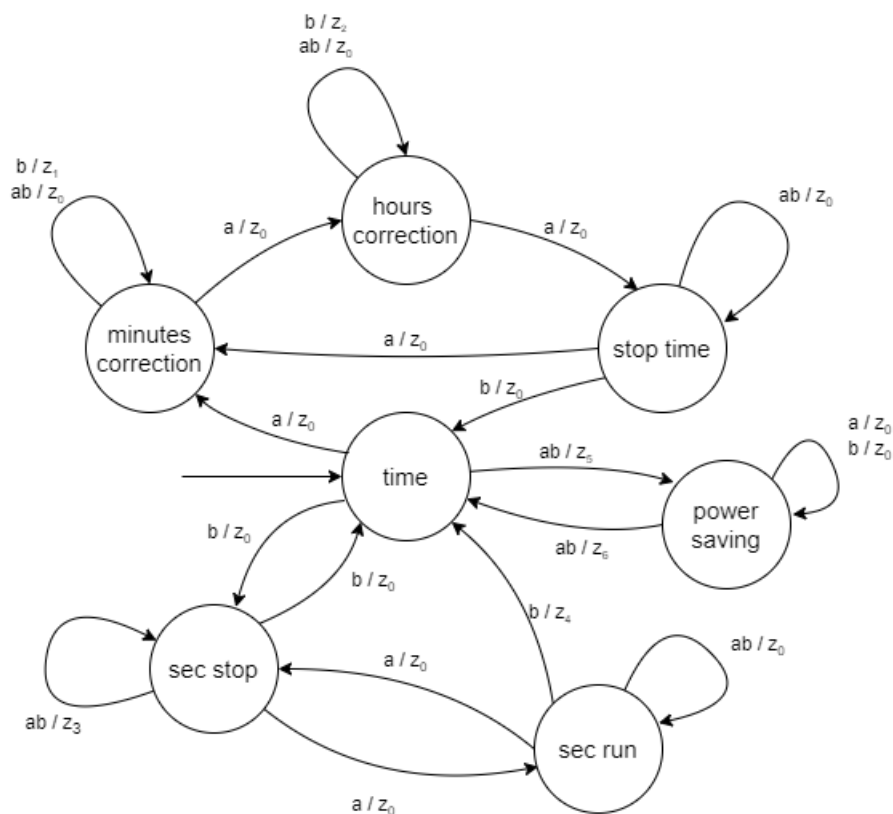 b / z₂
ab / z₀
b / z₁
ab / z₀
hours
correction
ab / z₀
a / z₀
a / z₀
minutes
correction
a / z₀
stop time
b / z₀
a / z₀
time
ab / z₅
a / z₀
b / z₀
power
saving
b / z₀
ab / z₆
b / z₀
b / z₄
sec stop
a / z₀
ab / z₀
ab / z₃
sec run
a / z₀